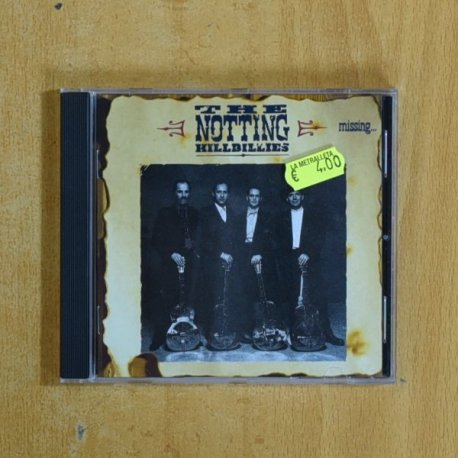 THE
NOTTING
HILLBILLIES
missing...
LA METRALLETA
€ 4,00